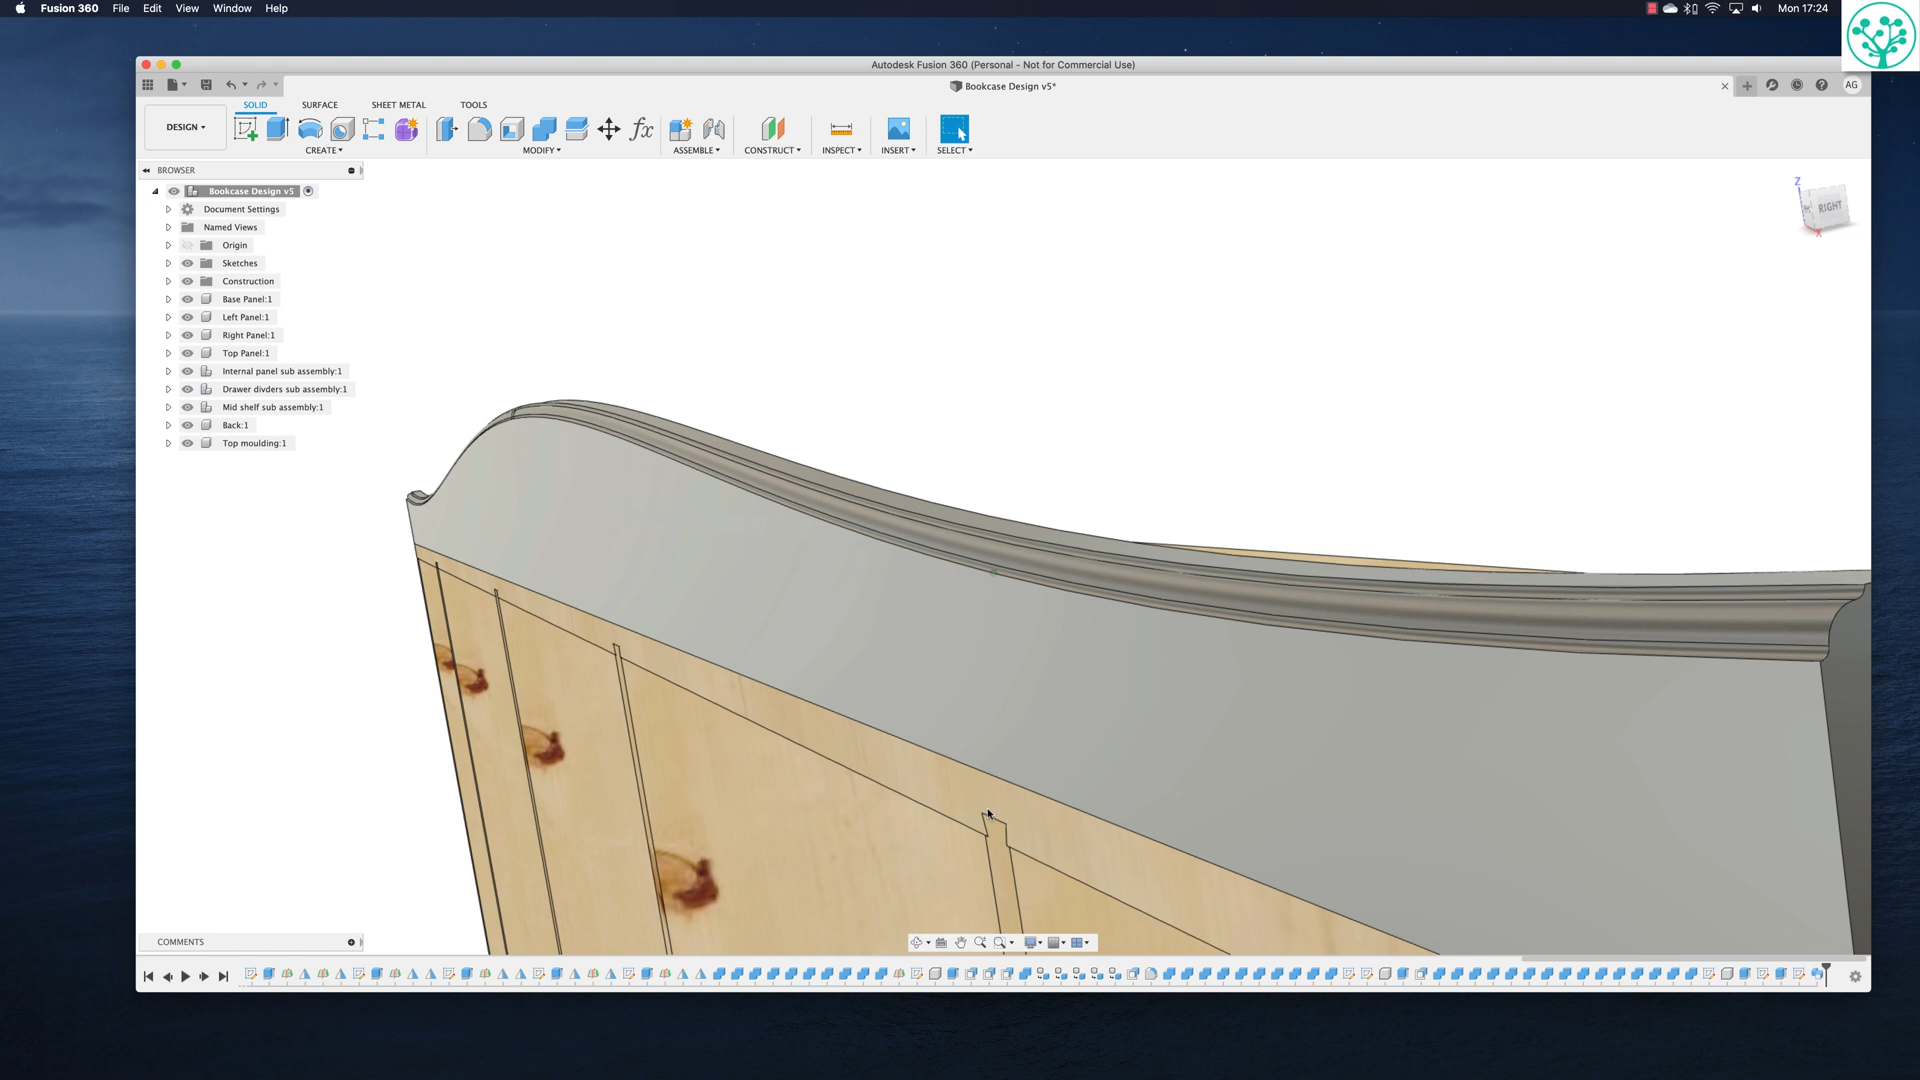 Fusion 360 File Edit View Window Help Mon 17:24
Autodesk Fusion 360 (Personal - Not for Commercial Use)
Bookcase Design v5*
AG
SOLID SURFACE SHEET METAL TOOLS
DESIGN
CREATE MODIFY ASSEMBLE CONSTRUCT INSPECT INSERT SELECT
BROWSER
Bookcase Design v5
Document Settings
Named Views
Origin
Sketches
Construction
Base Panel:1
Left Panel:1
Right Panel:1
Top Panel:1
Internal panel sub assembly:1
Drawer divders sub assembly:1
Mid shelf sub assembly:1
Back:1
Top moulding:1
Z
RIGHT
X
COMMENTS